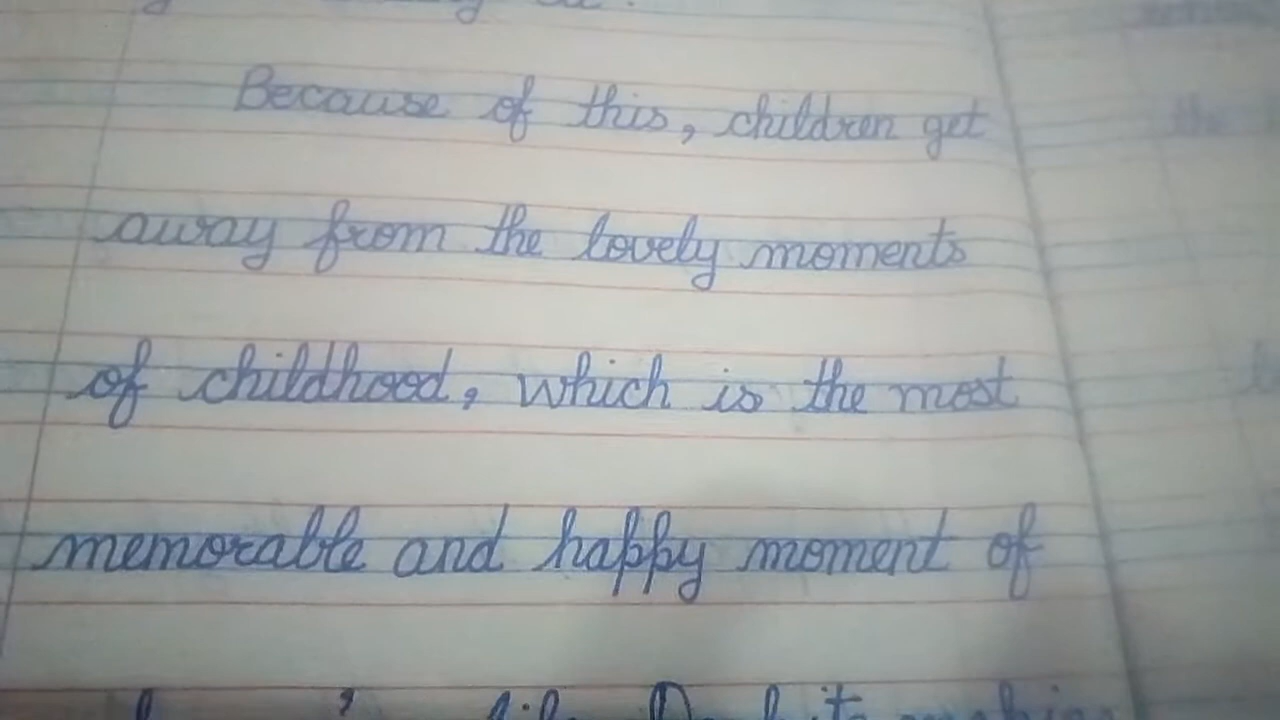 Because of this, children get
away from the lovely moments
of childhood, which is the most
memorable and happy moment of